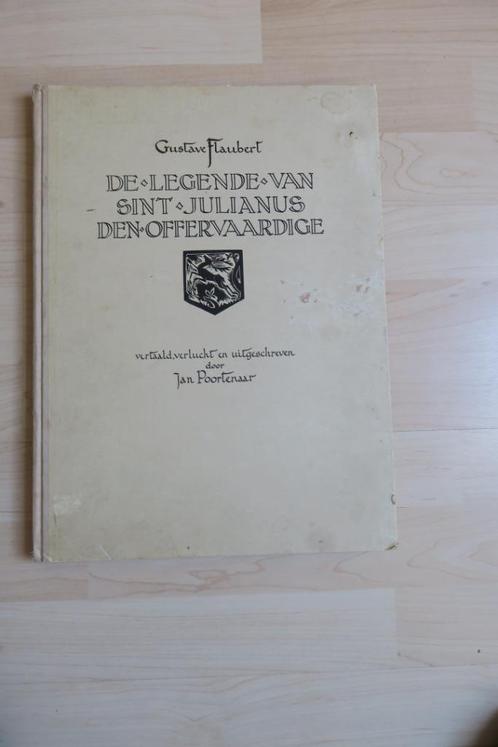 Gustave Flaubert
DE⋄LEGENDE⋄VAN
SINT⋄JULIANUS
DEN⋄OFFERVAARDIGE
vertaald, verlucht en uitgeschreven
door
Jan Poortenaar